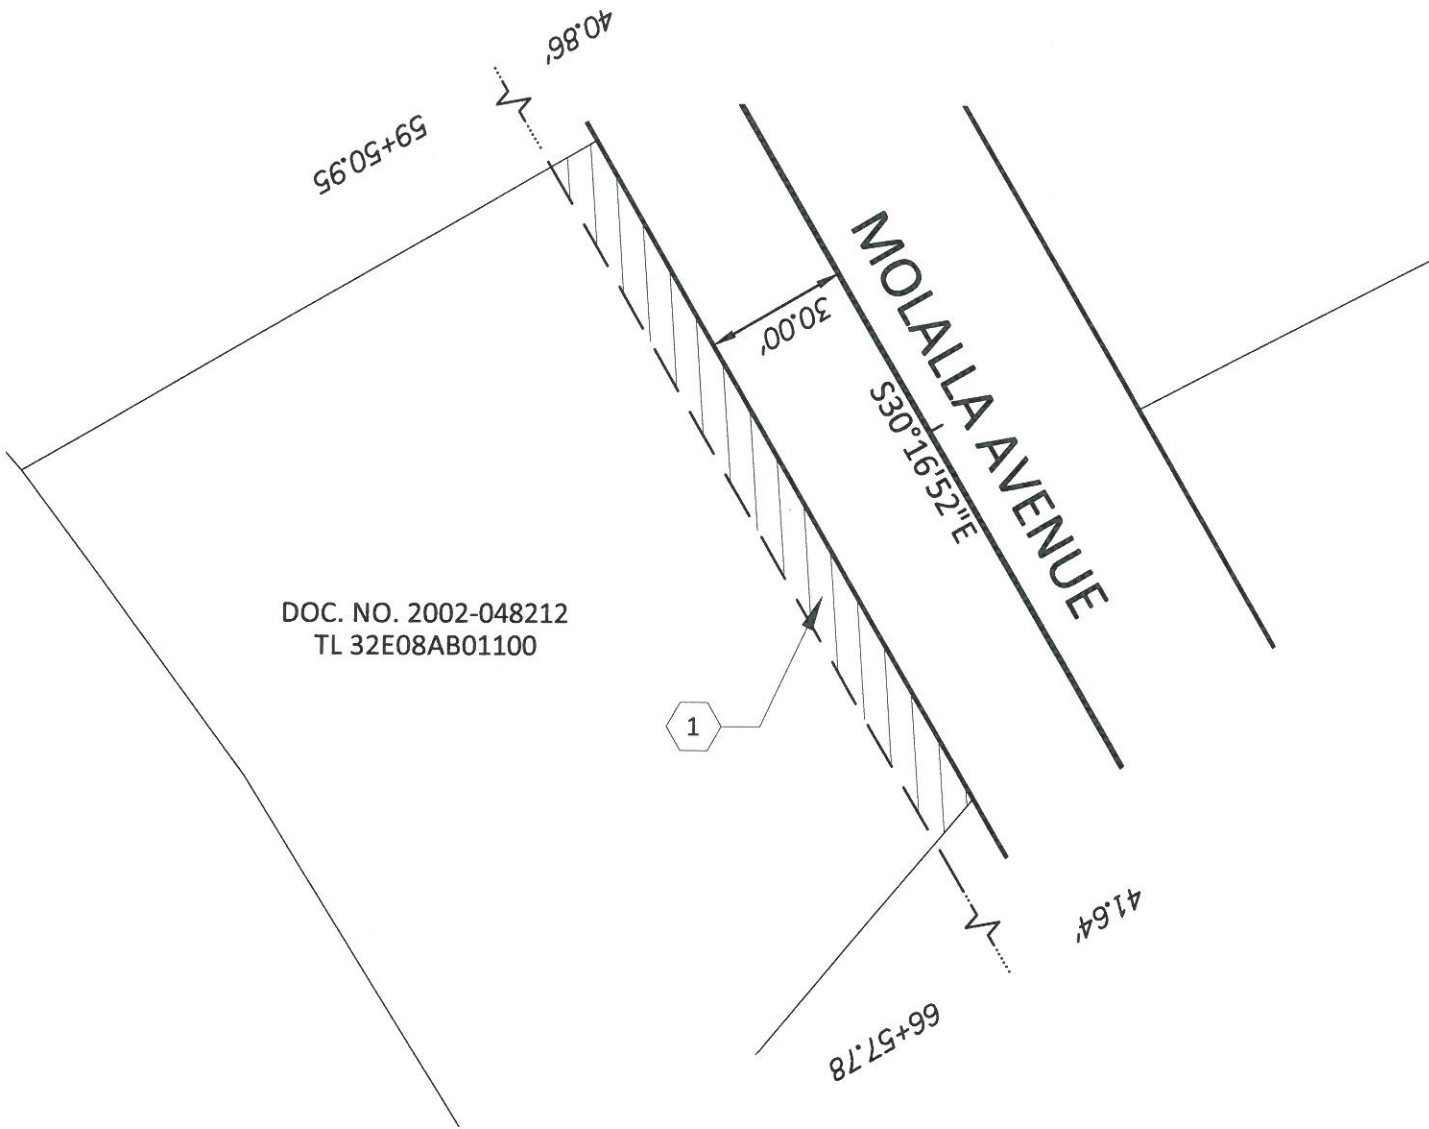 40.86'
59+50.95
30.00'
MOLALLA AVENUE
S30°16'52"E
DOC. NO. 2002-048212
TL 32E08AB01100
1
41.64'
66+57.78